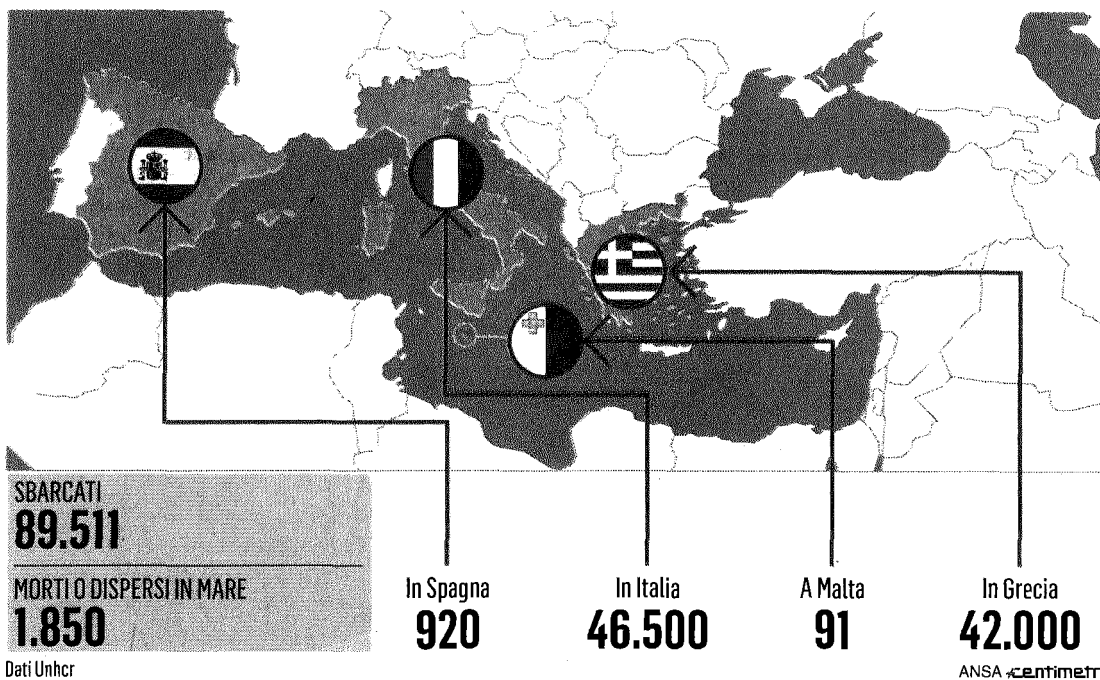 SBARCATI
89.511
MORTI O DISPERSI IN MARE
1.850
Dati Unhcr
In Spagna
920
In Italia
46.500
A Malta
91
In Grecia
42.000
ANSA centimetr